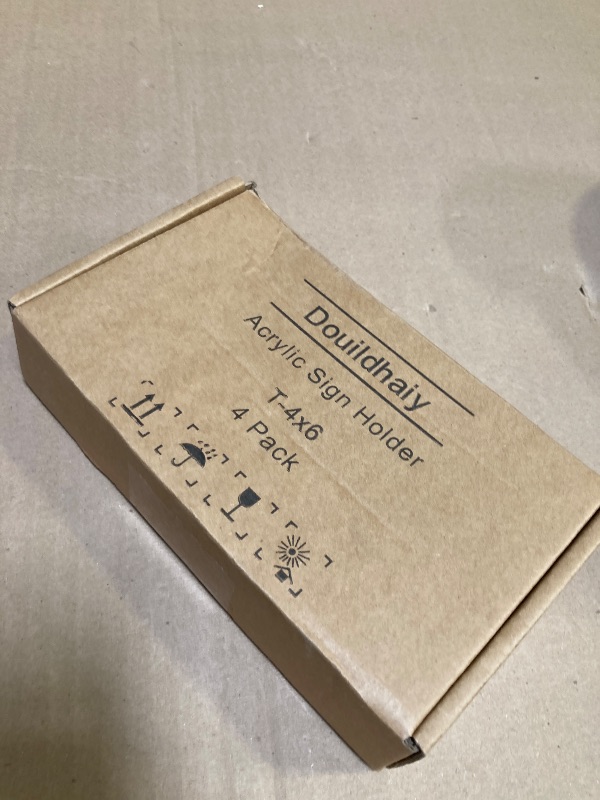 Douildhaiy
Acrylic Sign Holder
T-4x6
4 Pack